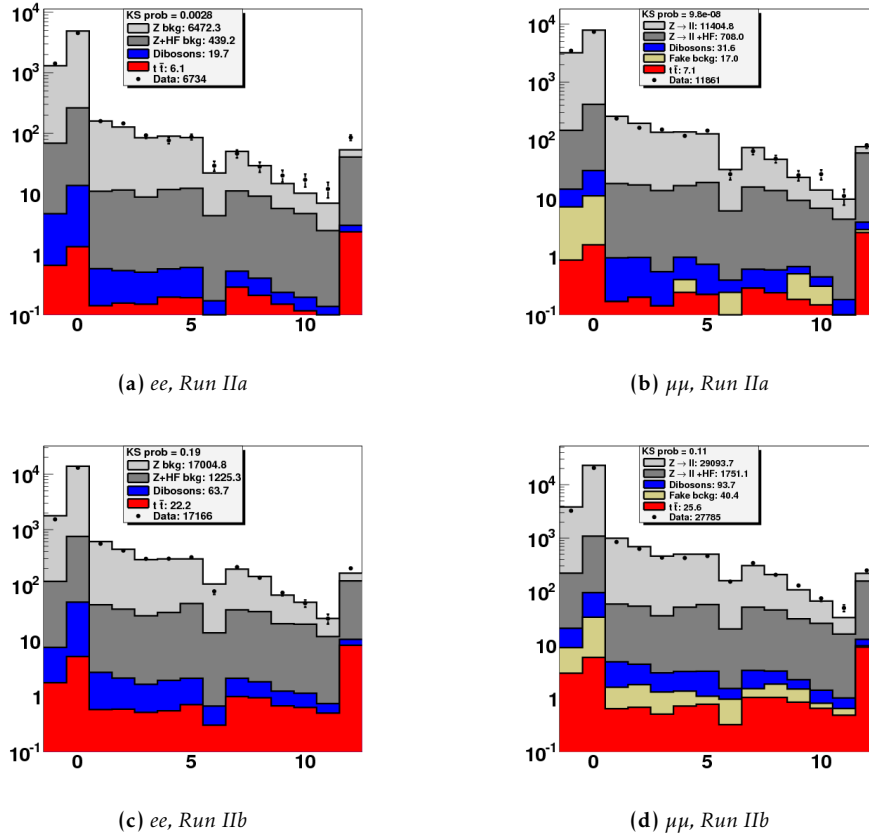 KS prob = 0.0028
Z bkg: 6472.3
Z+HF bkg: 439.2
Dibosons: 19.7
t t̄: 6.1
Data: 6734
10⁴
10³
10²
10
1
10⁻¹
0 5 10
(a) ee, Run IIa
KS prob = 9.8e-08
Z → ll: 11404.8
Z → ll +HF: 708.0
Dibosons: 31.6
Fake bckg: 17.0
t t̄: 7.1
Data: 11861
10⁴
10³
10²
10
1
10⁻¹
0 5 10
(b) μμ, Run IIa
KS prob = 0.19
Z bkg: 17004.8
Z+HF bkg: 1225.3
Dibosons: 63.7
t t̄: 22.2
Data: 17166
10⁴
10³
10²
10
1
10⁻¹
0 5 10
(c) ee, Run IIb
KS prob = 0.11
Z → ll: 29093.7
Z → ll +HF: 1751.1
Dibosons: 93.7
Fake bckg: 40.4
t t̄: 25.6
Data: 27785
10⁴
10³
10²
10
1
10⁻¹
0 5 10
(d) μμ, Run IIb